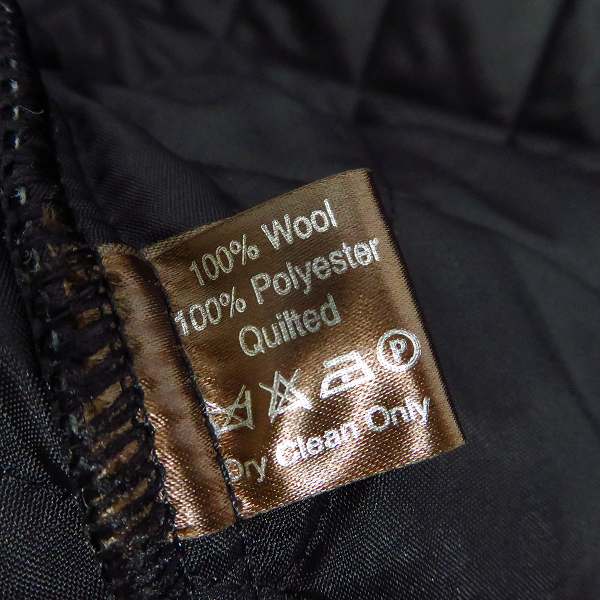 100% Wool
100% Polyester
Quilted
P
Dry Clean Only